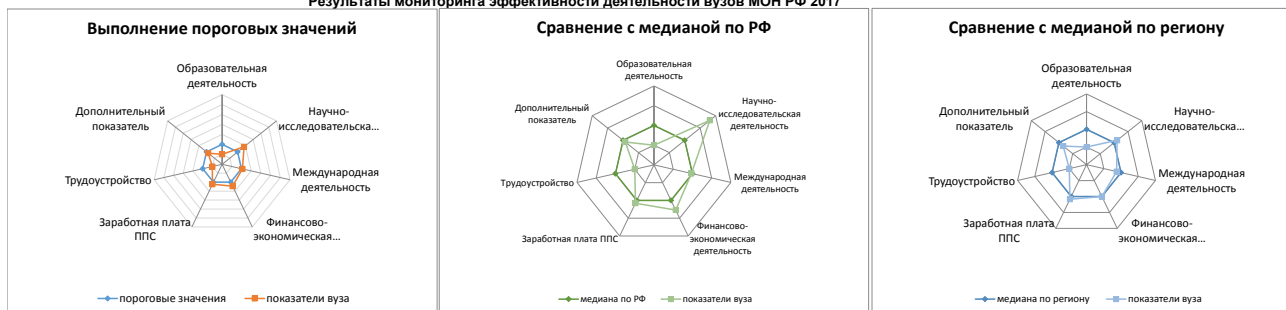 Результаты мониторинга эффективности деятельности вузов МОН РФ 2017
Выполнение пороговых значений
Образовательная
деятельность
Научно-
исследовательска...
Международная
деятельность
Финансово-
экономическая...
Заработная плата
ППС
Трудоустройство
Дополнительный
показатель
пороговые значения
показатели вуза
Сравнение с медианой по РФ
Образовательная
деятельность
Научно-
исследовательская
деятельность
Международная
деятельность
Финансово-
экономическая
деятельность
Заработная плата ППС
Трудоустройство
Дополнительный
показатель
медиана по РФ
показатели вуза
Сравнение с медианой по региону
Образовательная
деятельность
Научно-
исследовательска...
Международная
деятельность
Финансово-
экономическая...
Заработная плата
ППС
Трудоустройство
Дополнительный
показатель
медиана по региону
показатели вуза